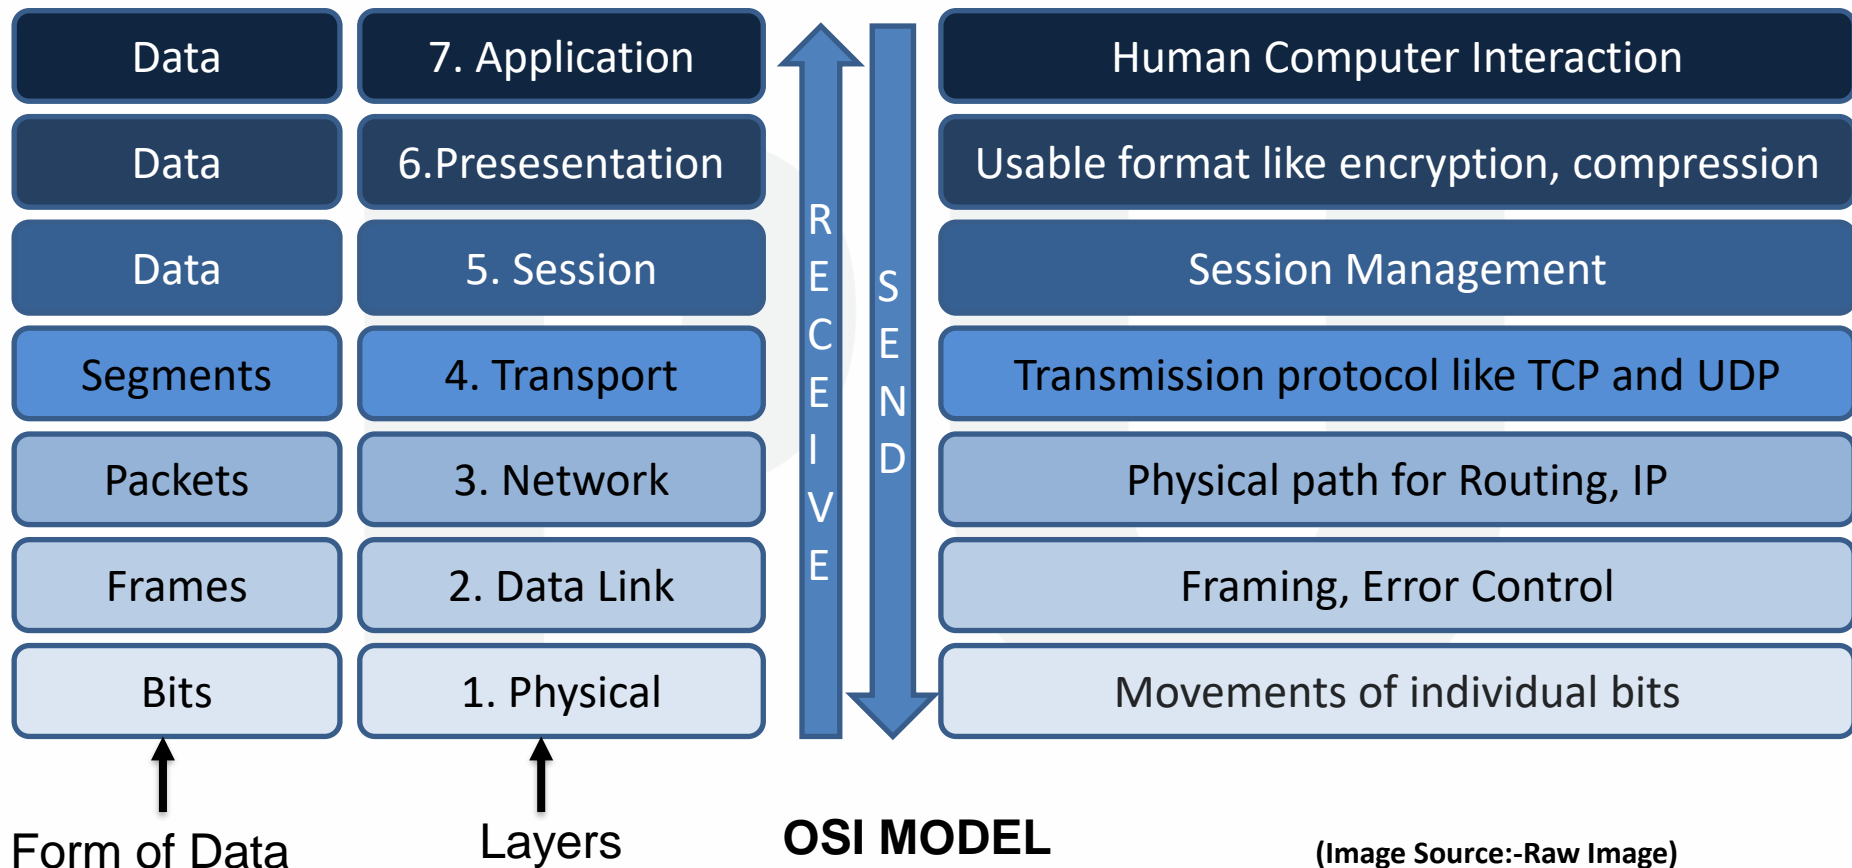 Data
7. Application
Human Computer Interaction
Data
6.Presesentation
Usable format like encryption, compression
Data
5. Session
Session Management
Segments
4. Transport
Transmission protocol like TCP and UDP
Packets
3. Network
Physical path for Routing, IP
Frames
2. Data Link
Framing, Error Control
Bits
1. Physical
Movements of individual bits
RECEIVE
SEND
Form of Data
Layers
OSI MODEL
(Image Source:-Raw Image)